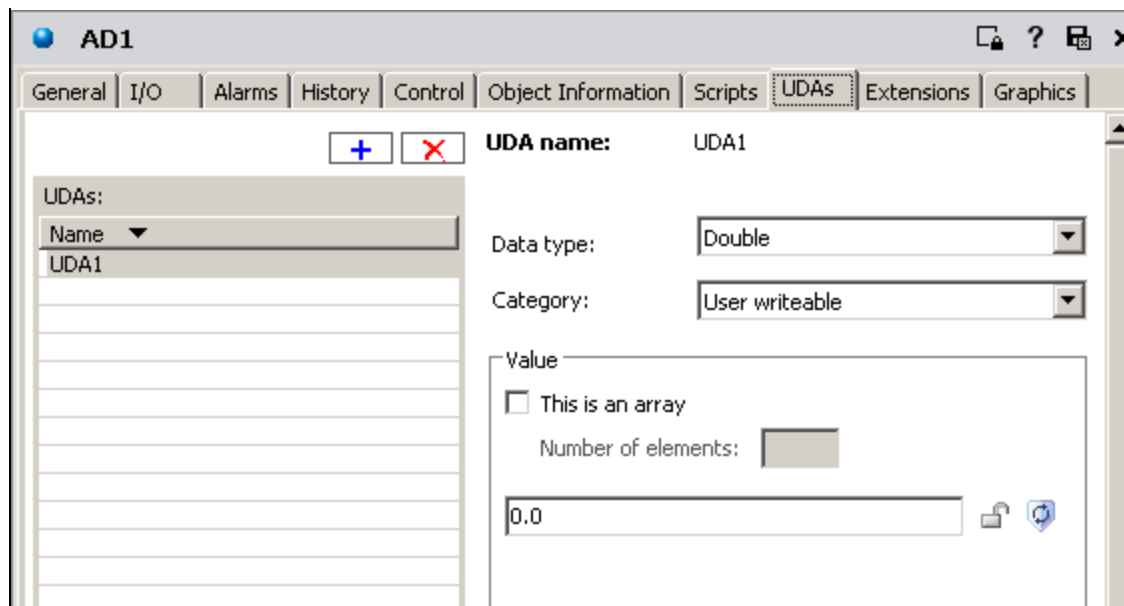 AD1
?
General I/O Alarms History Control Object Information Scripts UDAs Extensions Graphics
UDA name: UDA1
UDAs:
Name
UDA1
Data type: Double
Category: User writeable
Value
This is an array
Number of elements:
0.0